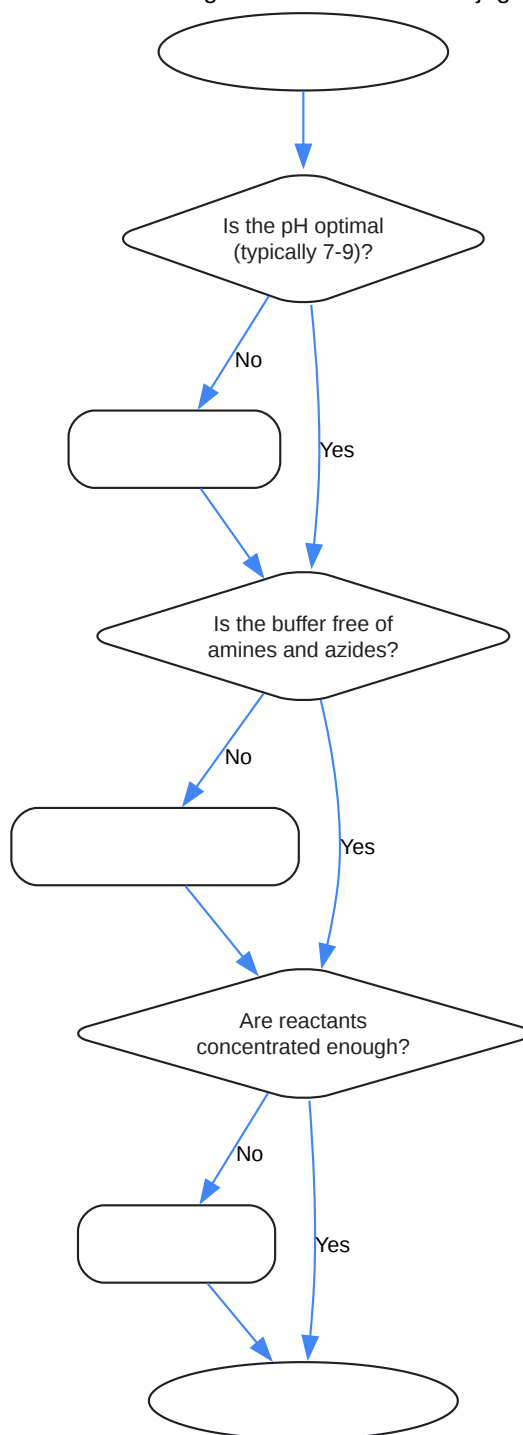 Is the pH optimal
(typically 7-9)?
No
Yes
Is the buffer free of
amines and azides?
No
Yes
Are reactants
concentrated enough?
No
Yes